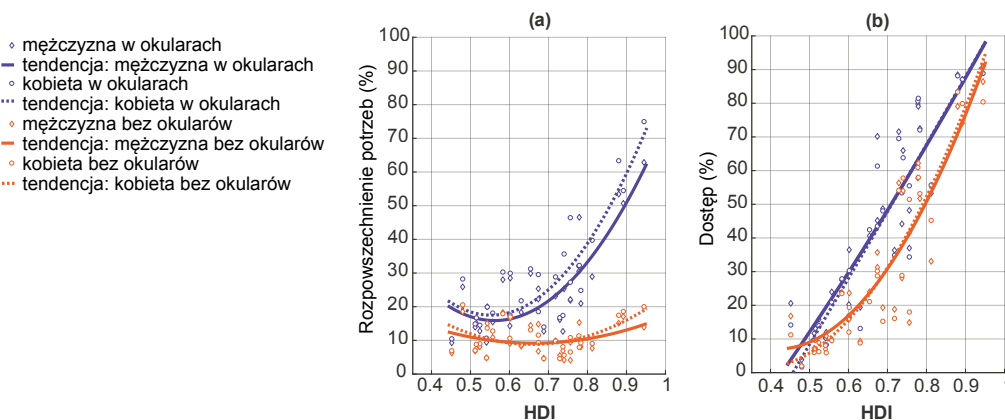 mężczyzna w okularach
tendencja: mężczyzna w okularach
kobieta w okularach
tendencja: kobieta w okularach
mężczyzna bez okularów
tendencja: mężczyzna bez okularów
kobieta bez okularów
tendencja: kobieta bez okularów
(a)
Rozpowszechnienie potrzeb (%)
100
90
80
70
60
50
40
30
20
10
0
0.4 0.5 0.6 0.7 0.8 0.9 1
HDI
(b)
Dostęp (%)
100
90
80
70
60
50
40
30
20
10
0
0.4 0.5 0.6 0.7 0.8 0.9 1
HDI